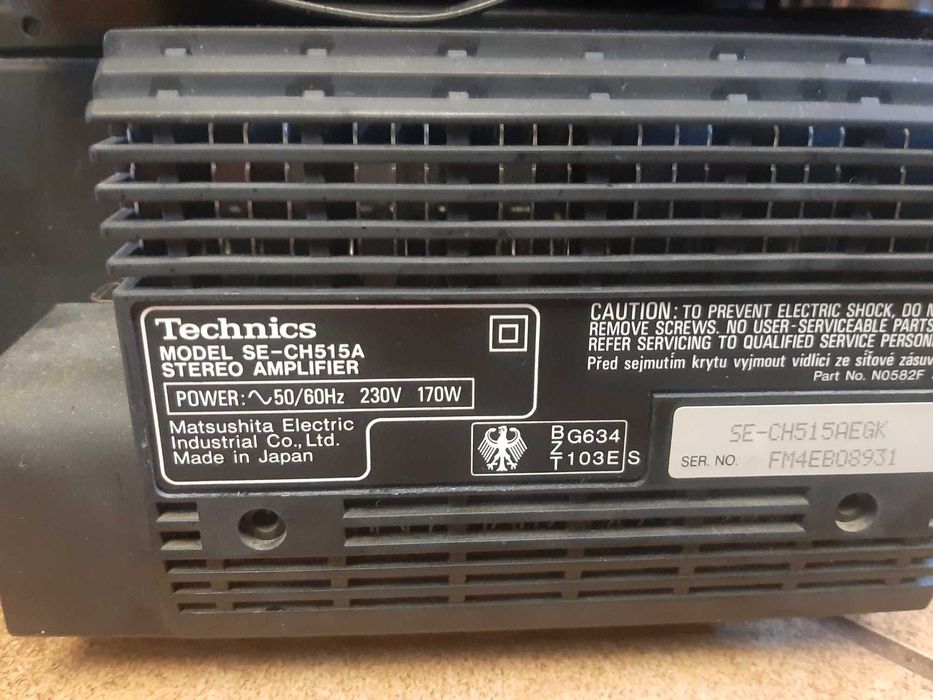 Technics
MODEL SE-CH515A
STEREO AMPLIFIER
POWER:∿50/60Hz 230V 170W
Matsushita Electric
Industrial Co., Ltd.
Made in Japan
BZT G634
103E S
CAUTION: TO PREVENT ELECTRIC SHOCK, DO
REMOVE SCREWS. NO USER-SERVICEABLE PARTS
REFER SERVICING TO QUALIFIED SERVICE
Před sejmutím krytu vyjmout vidlici ze síťové
Part No. N0582F
SE-CH515AEGK
SER. NO. FM4EB08931